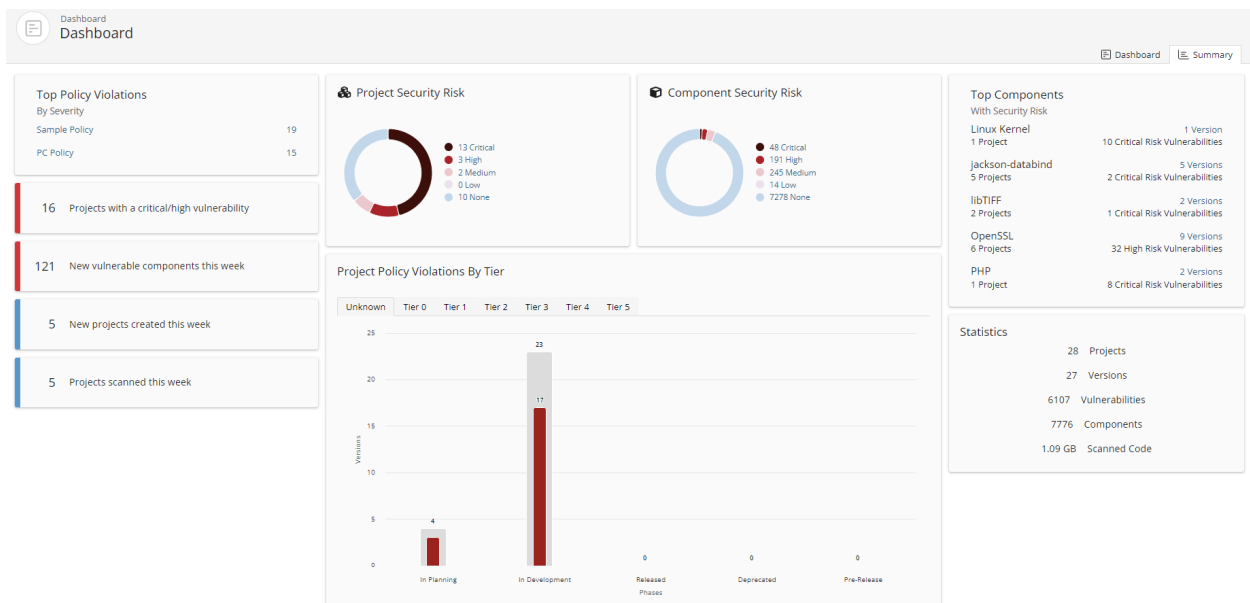 Dashboard
Dashboard
Dashboard
Summary
Top Policy Violations
By Severity
Sample Policy 19
PC Policy 15
16 Projects with a critical/high vulnerability
121 New vulnerable components this week
5 New projects created this week
5 Projects scanned this week
Project Security Risk
13 Critical
3 High
2 Medium
0 Low
10 None
Component Security Risk
48 Critical
191 High
245 Medium
14 Low
7278 None
Project Policy Violations By Tier
Unknown Tier 0 Tier 1 Tier 2 Tier 3 Tier 4 Tier 5
25
20
15
10
5
0
Versions
4
23
17
0
0
0
In Planning In Development Released Deprecated Pre-Release
Phases
Top Components
With Security Risk
Linux Kernel 1 Version
1 Project 10 Critical Risk Vulnerabilities
jackson-databind 5 Versions
5 Projects 2 Critical Risk Vulnerabilities
libTIFF 2 Versions
2 Projects 1 Critical Risk Vulnerabilities
OpenSSL 9 Versions
6 Projects 32 High Risk Vulnerabilities
PHP 2 Versions
1 Project 8 Critical Risk Vulnerabilities
Statistics
28 Projects
27 Versions
6107 Vulnerabilities
7776 Components
1.09 GB Scanned Code